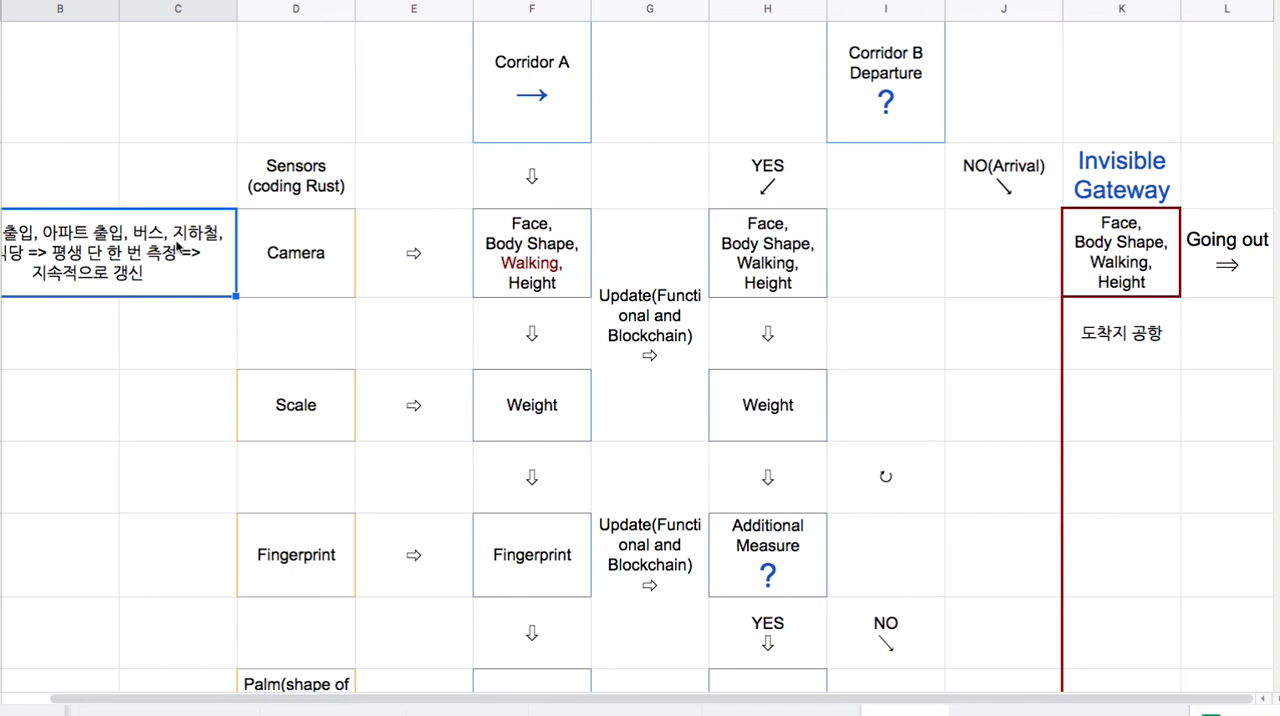 B C D E F G H I J K L
Corridor A
→
Corridor B
Departure
?
Sensors
(coding Rust)
⇩
YES
↙
NO(Arrival)
↘
Invisible
Gateway
출입, 아파트 출입, 버스, 지하철,
=> 평생 단 한 번 측정 =>
지속적으로 갱신
Camera
⇨
Face,
Body Shape,
Walking,
Height
Update(Functi
onal and
Blockchain)
⇨
Face,
Body Shape,
Walking,
Height
Face,
Body Shape,
Walking,
Height
Going out
⇒
⇩
⇩
도착지 공항
Scale
⇨
Weight
Weight
⇩
⇩
↻
Fingerprint
⇨
Fingerprint
Update(Functi
onal and
Blockchain)
⇨
Additional
Measure
?
⇩
YES
⇩
NO
↘
Palm(shape of